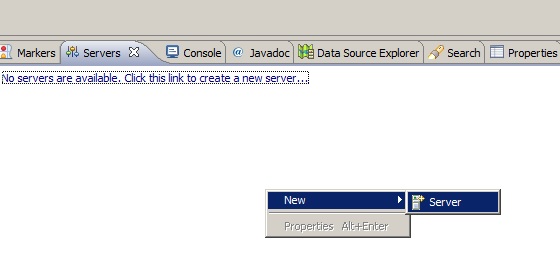 Markers Servers Console @ Javadoc Data Source Explorer Search Properties
No servers are available. Click this link to create a new server...
New Server
Properties Alt+Enter